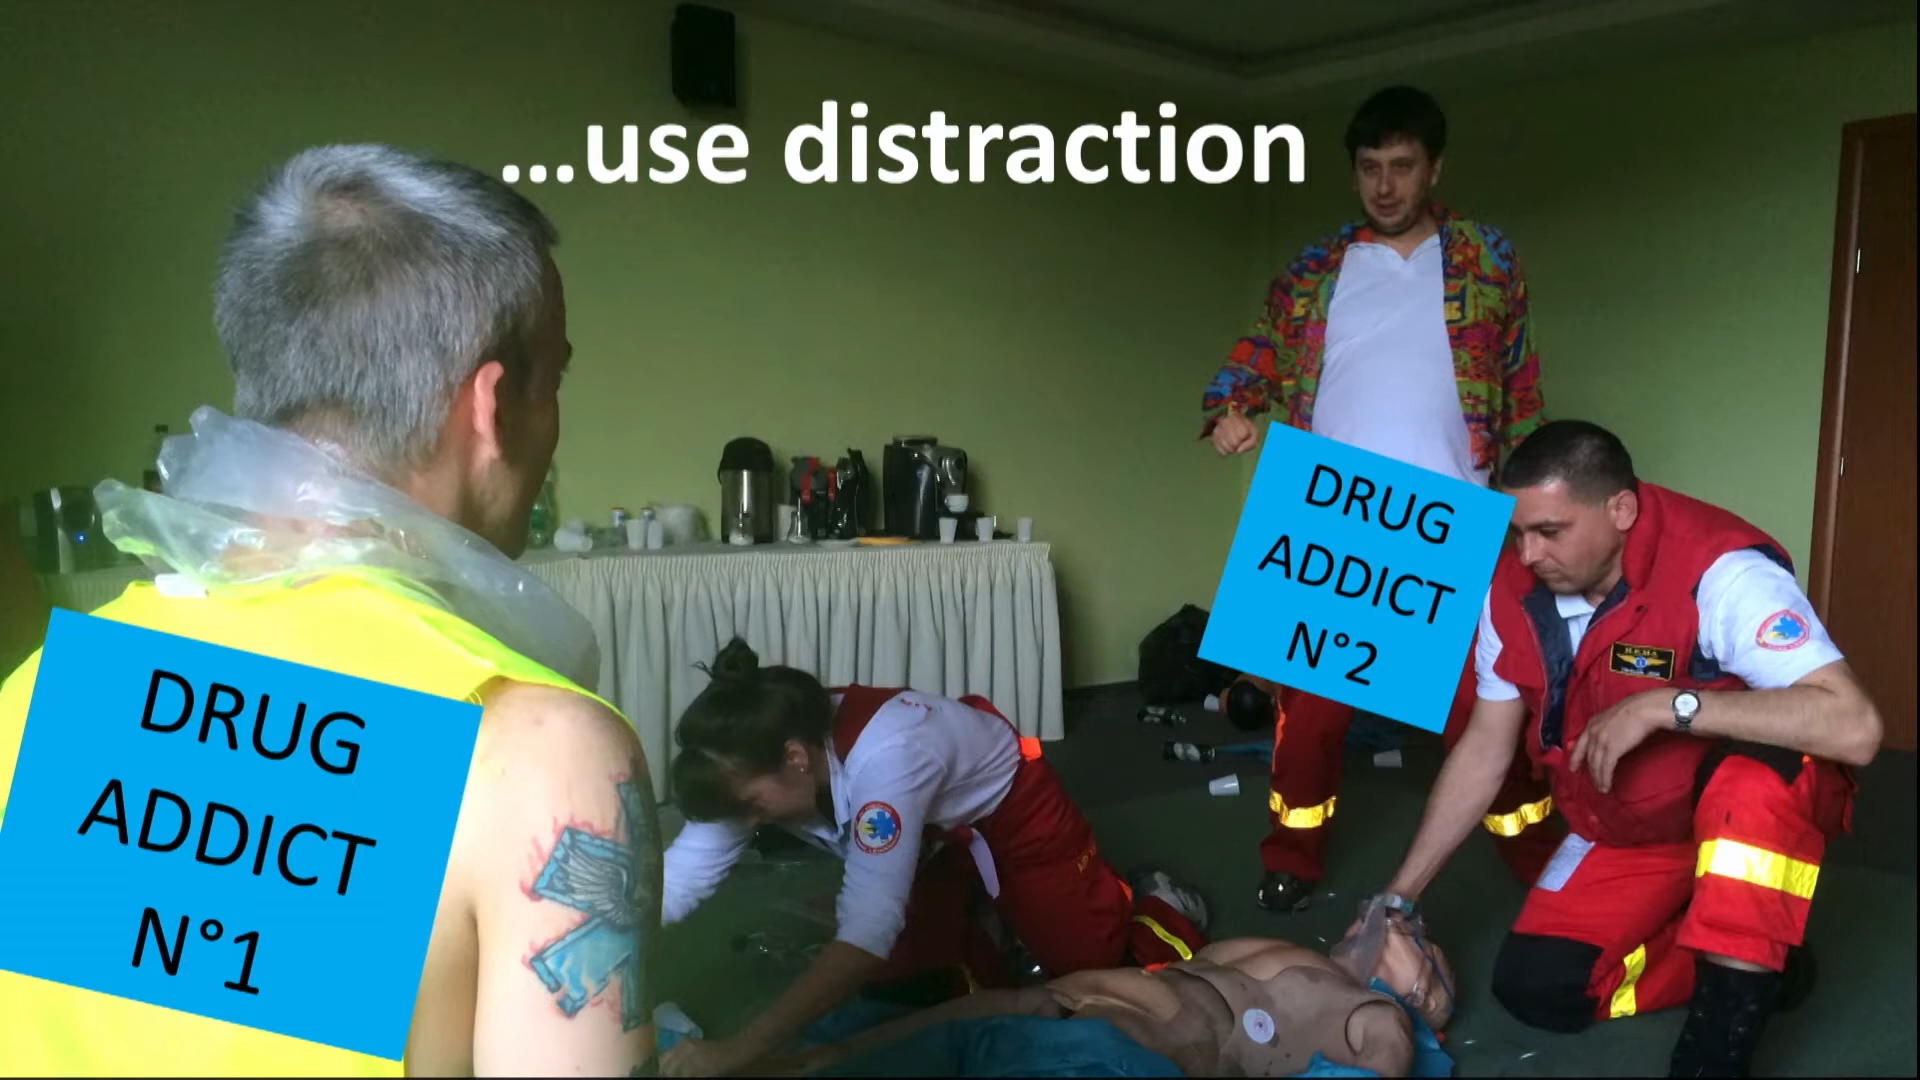 ...use distraction
DRUG
ADDICT
N°1
DRUG
ADDICT
N°2
H.E.M.S.